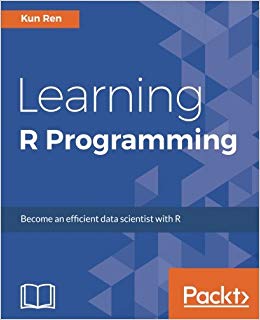 Kun Ren
Learning
R Programming
Become an efficient data scientist with R
Packt>